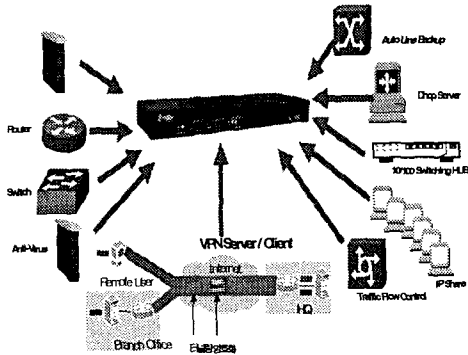 Auto Line Backup
Router
Dhcp Server
Switch
10/100 Switching HUB
Anti-Virus
VPN Server / Client
Internet
Remote User
IP Share
Traffic Flow Control
HQ
Branch Office